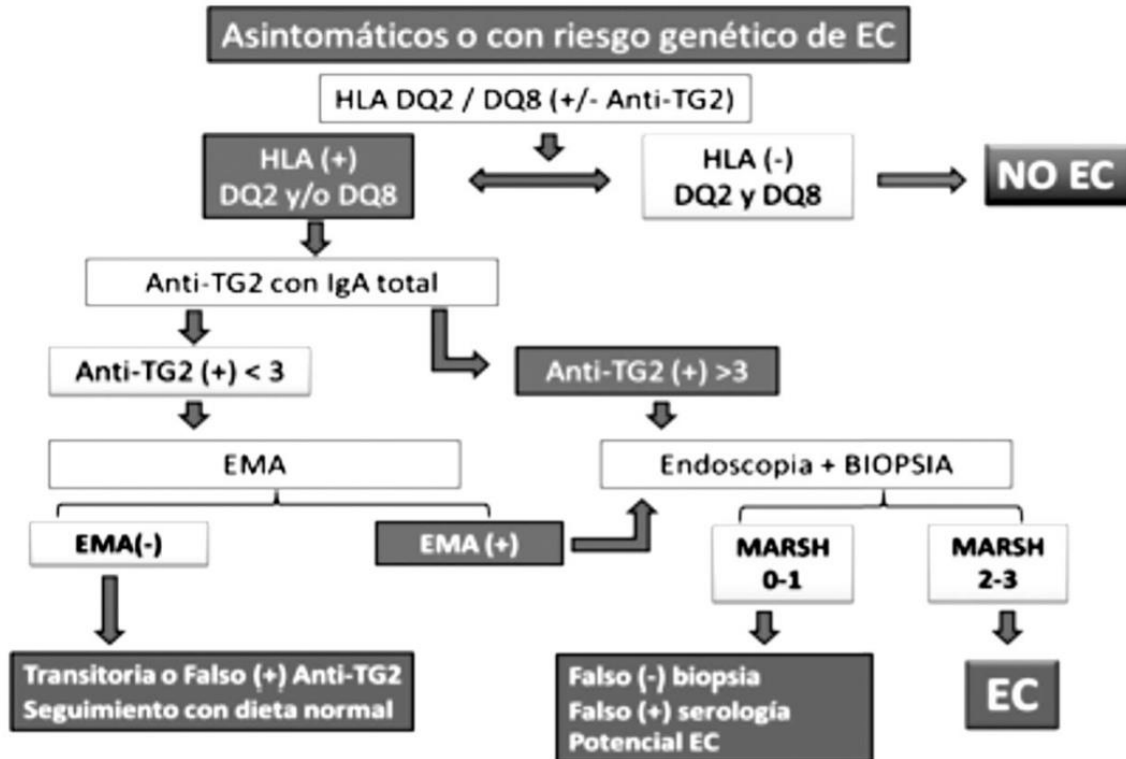 Asintomáticos o con riesgo genético de EC
HLA DQ2 / DQ8 (+/- Anti-TG2)
HLA (+)
DQ2 y/o DQ8
HLA (-)
DQ2 y DQ8
NO EC
Anti-TG2 con IgA total
Anti-TG2 (+) < 3
Anti-TG2 (+) >3
EMA
Endoscopia + BIOPSIA
EMA(-)
EMA (+)
MARSH
0-1
MARSH
2-3
Transitoria o Falso (+) Anti-TG2
Seguimiento con dieta normal
Falso (-) biopsia
Falso (+) serología
Potencial EC
EC